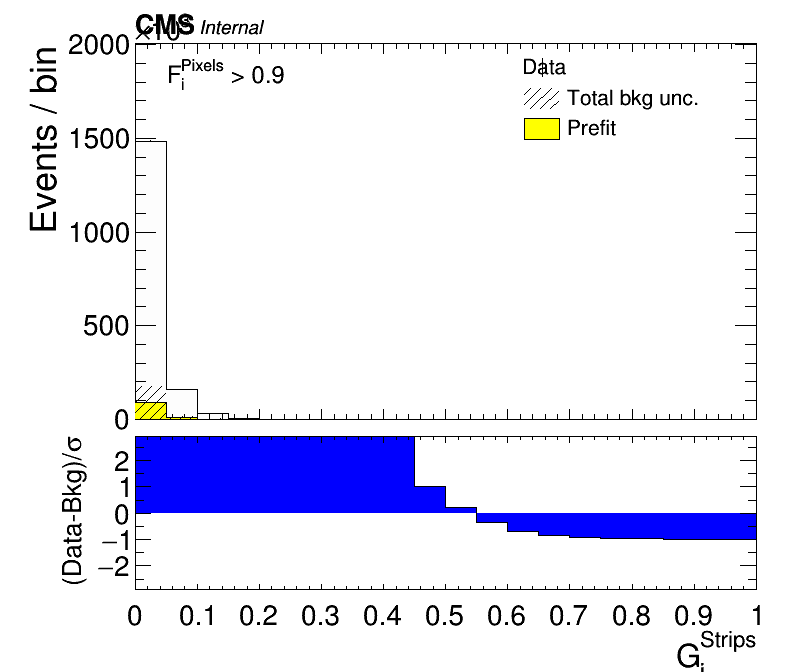 CMS Internal
×10³
2000
F_i^Pixels > 0.9
Data
Total bkg unc.
Prefit
1500
1000
500
0
Events / bin
2
1
0
−1
−2
(Data-Bkg)/σ
0 0.1 0.2 0.3 0.4 0.5 0.6 0.7 0.8 0.9 1
G_i^Strips